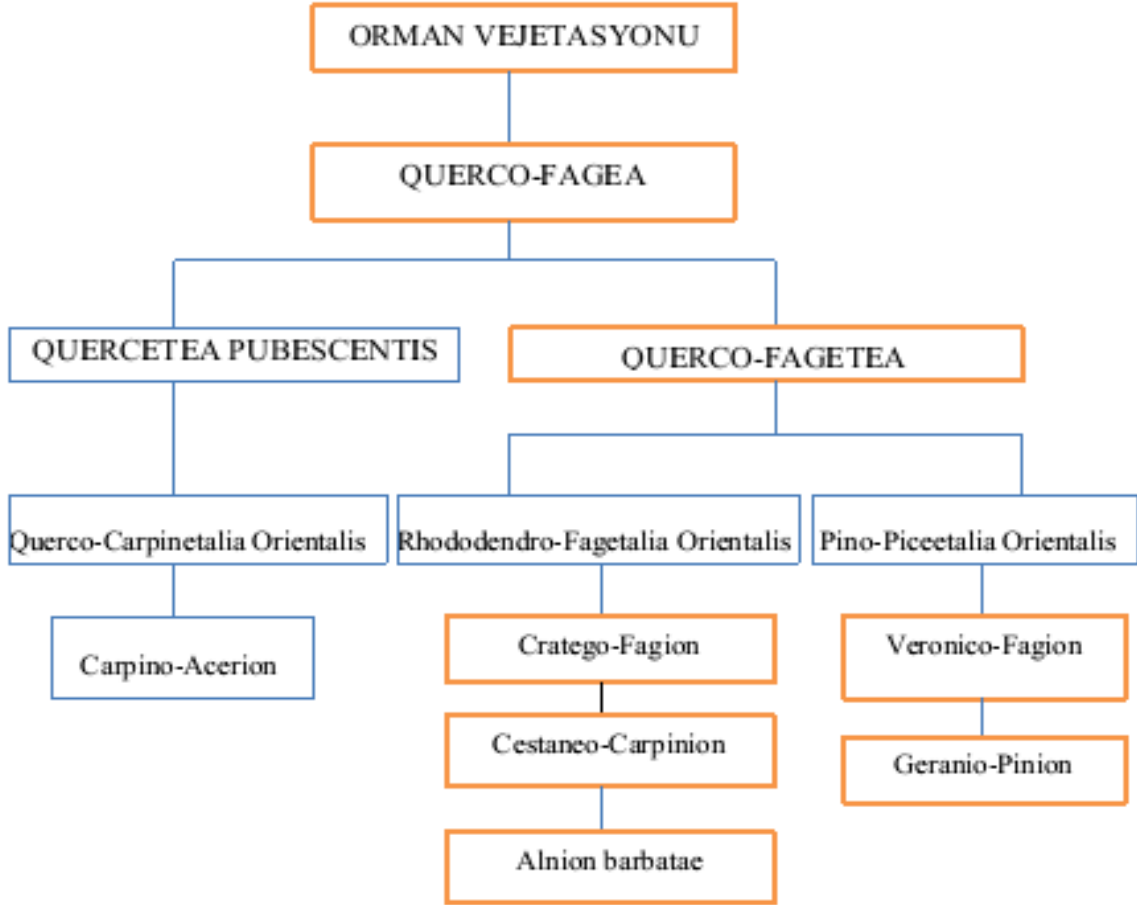 ORMAN VEJETASYONU
QUERCO-FAGEA
QUERCETEA PUBESCENTIS
QUERCO-FAGETEA
Querco-Carpinetalia Orientalis
Rhododendro-Fagetalia Orientalis
Pino-Piceetalia Orientalis
Carpino-Acerion
Cratego-Fagion
Veronico-Fagion
Cestaneo-Carpinion
Geranio-Pinion
Alnion barbatae